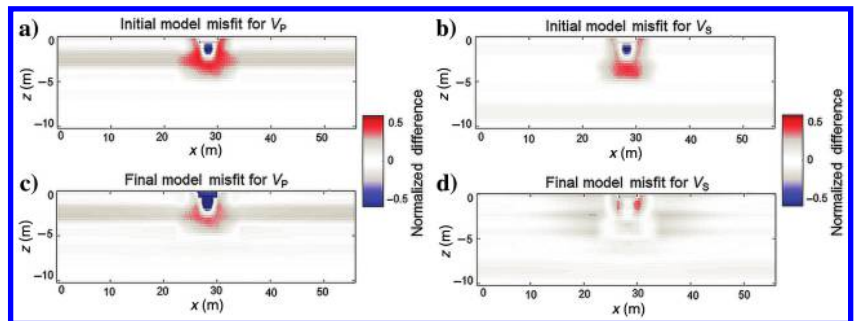 a)
Initial model misfit for VP
0
−5
−10
z (m)
0 10 20 30 40 50
x (m)
b)
Initial model misfit for VS
0
−5
−10
z (m)
0 10 20 30 40 50
x (m)
0.5
0
−0.5
Normalized difference
c)
Final model misfit for VP
0
−5
−10
z (m)
0 10 20 30 40 50
x (m)
d)
Final model misfit for VS
0
−5
−10
z (m)
0 10 20 30 40 50
x (m)
0.5
0
−0.5
Normalized difference